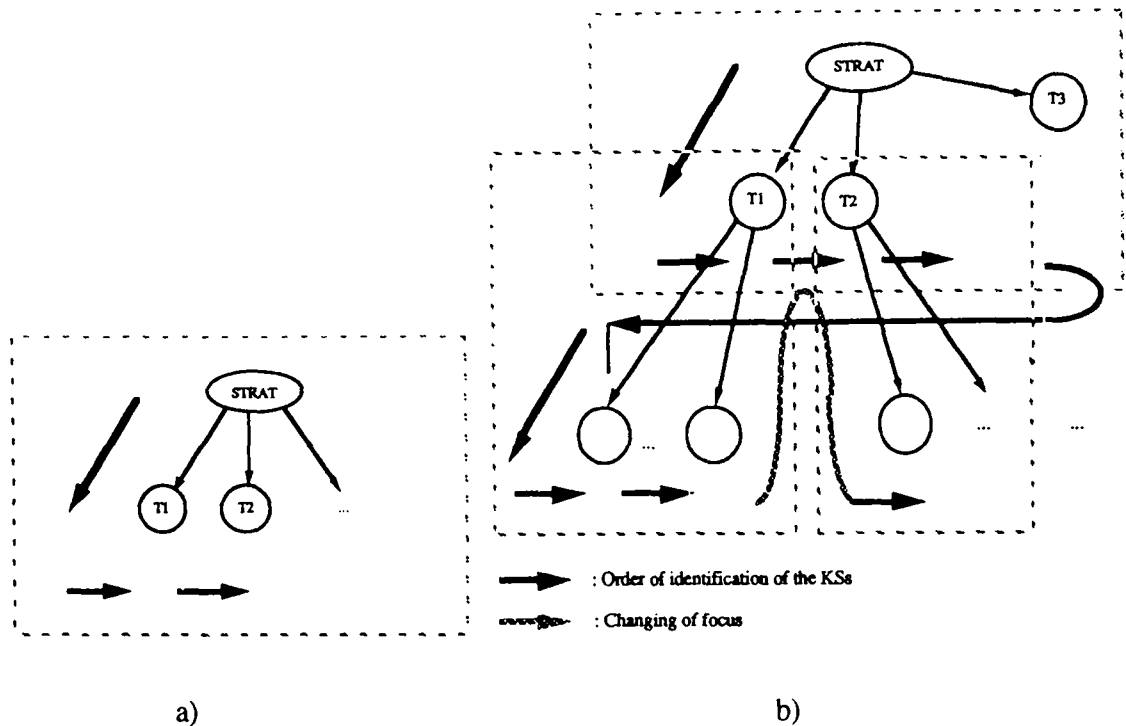 STRAT
T3
T1
T2
...
...
...
STRAT
T1
T2
...
: Order of identification of the KSs
: Changing of focus
a)
b)